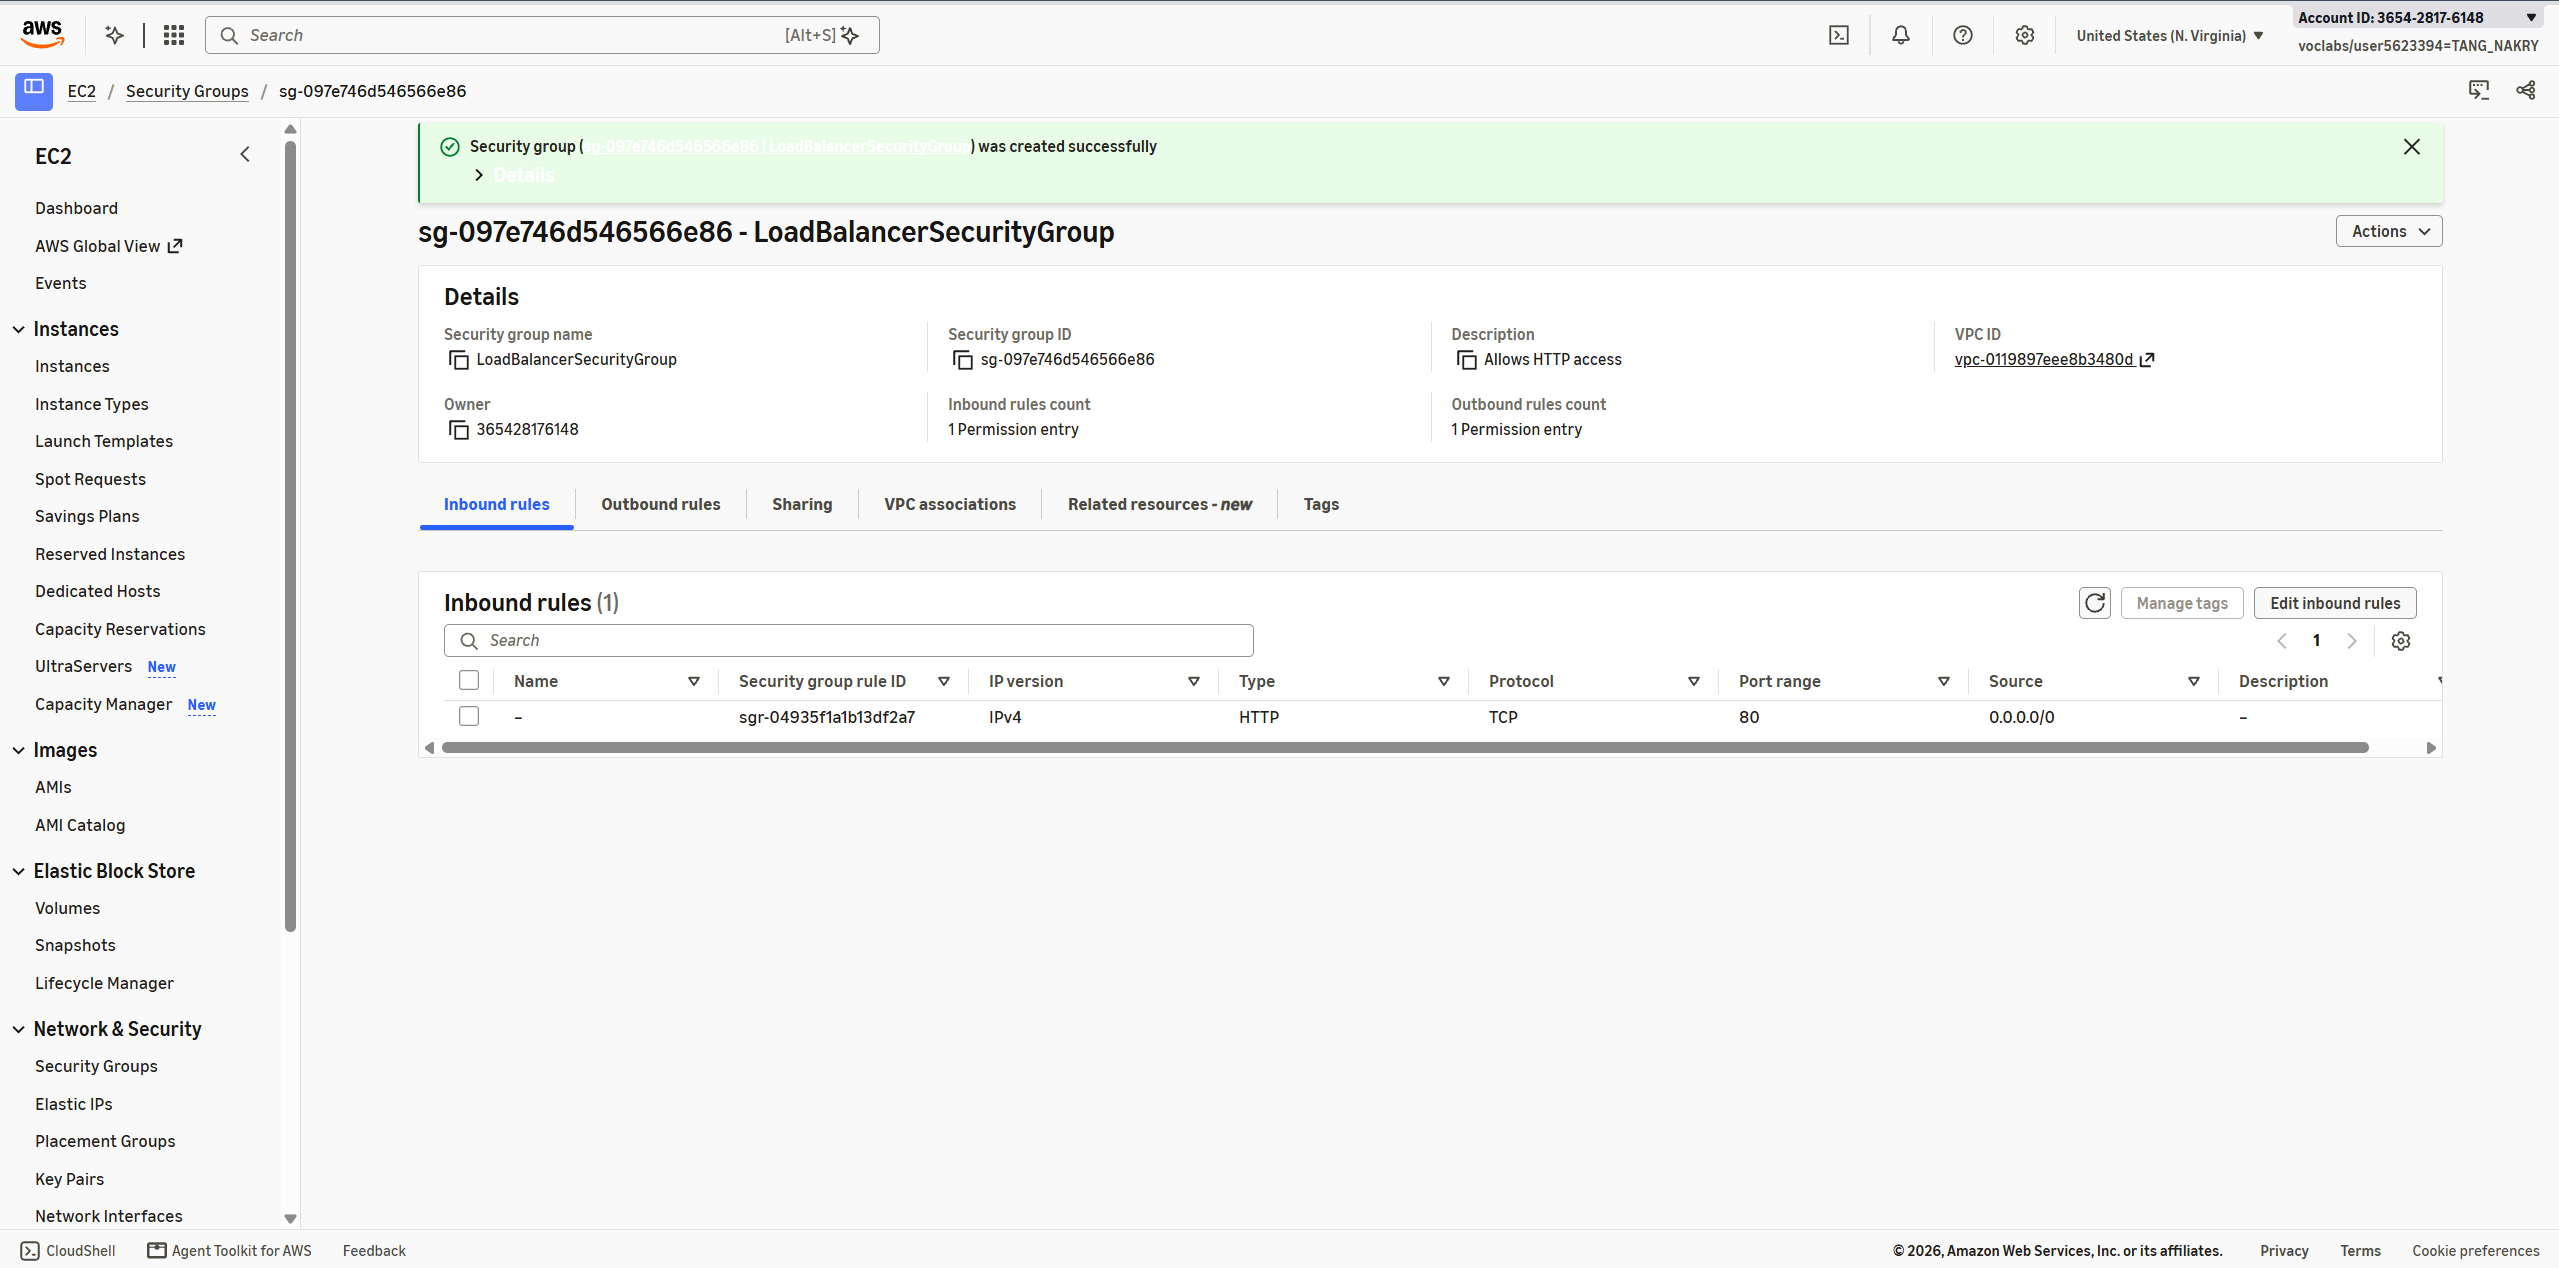 aws
Search
[Alt+S]
United States (N. Virginia)
Account ID: 3654-2817-6148
voclabs/user5623394=TANG_NAKRY
EC2 / Security Groups / sg-097e746d546566e86
EC2
Dashboard
AWS Global View
Events
Instances
Instances
Instance Types
Launch Templates
Spot Requests
Savings Plans
Reserved Instances
Dedicated Hosts
Capacity Reservations
UltraServers New
Capacity Manager New
Images
AMIs
AMI Catalog
Elastic Block Store
Volumes
Snapshots
Lifecycle Manager
Network & Security
Security Groups
Elastic IPs
Placement Groups
Key Pairs
Network Interfaces
Security group (sg-097e746d546566e86 | LoadBalancerSecurityGroup) was created successfully
Details
sg-097e746d546566e86 - LoadBalancerSecurityGroup
Actions
Details
Security group name
LoadBalancerSecurityGroup
Security group ID
sg-097e746d546566e86
Description
Allows HTTP access
VPC ID
vpc-0119897eee8b3480d
Owner
365428176148
Inbound rules count
1 Permission entry
Outbound rules count
1 Permission entry
Inbound rules
Outbound rules
Sharing
VPC associations
Related resources - new
Tags
Inbound rules (1)
Manage tags
Edit inbound rules
Search
1
Name Security group rule ID IP version Type Protocol Port range Source Description
– sgr-04935f1a1b13df2a7 IPv4 HTTP TCP 80 0.0.0.0/0 –
CloudShell
Agent Toolkit for AWS
Feedback
© 2026, Amazon Web Services, Inc. or its affiliates.
Privacy
Terms
Cookie preferences